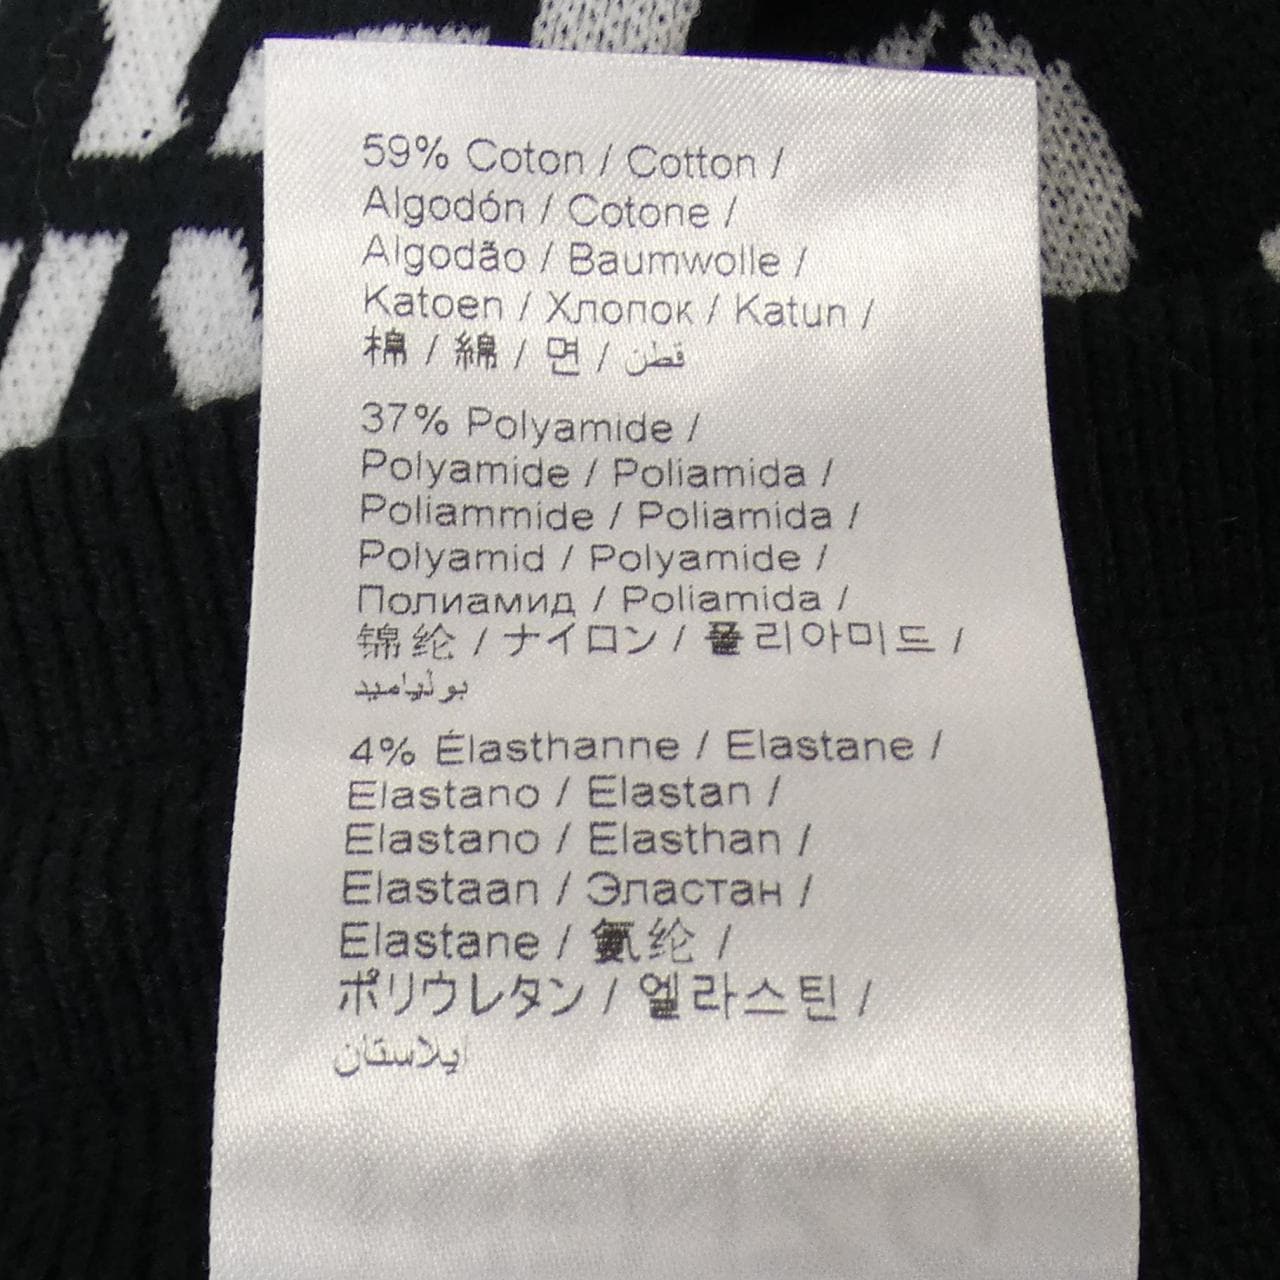 59% Coton / Cotton /
Algodón / Cotone /
Algodão / Baumwolle /
Katoen / Хлопок / Katun /
棉 / 綿 / 면 / قطن
37% Polyamide /
Polyamide / Poliamida /
Poliammide / Poliamida /
Polyamid / Polyamide /
Полиамид / Poliamida /
锦纶 / ナイロン / 폴리아미드 /
بولياميد
4% Élasthanne / Elastane /
Elastano / Elastan /
Elastano / Elasthan /
Elastaan / Эластан /
Elastane / 氨纶 /
ポリウレタン / 엘라스틴 /
ايلاستان